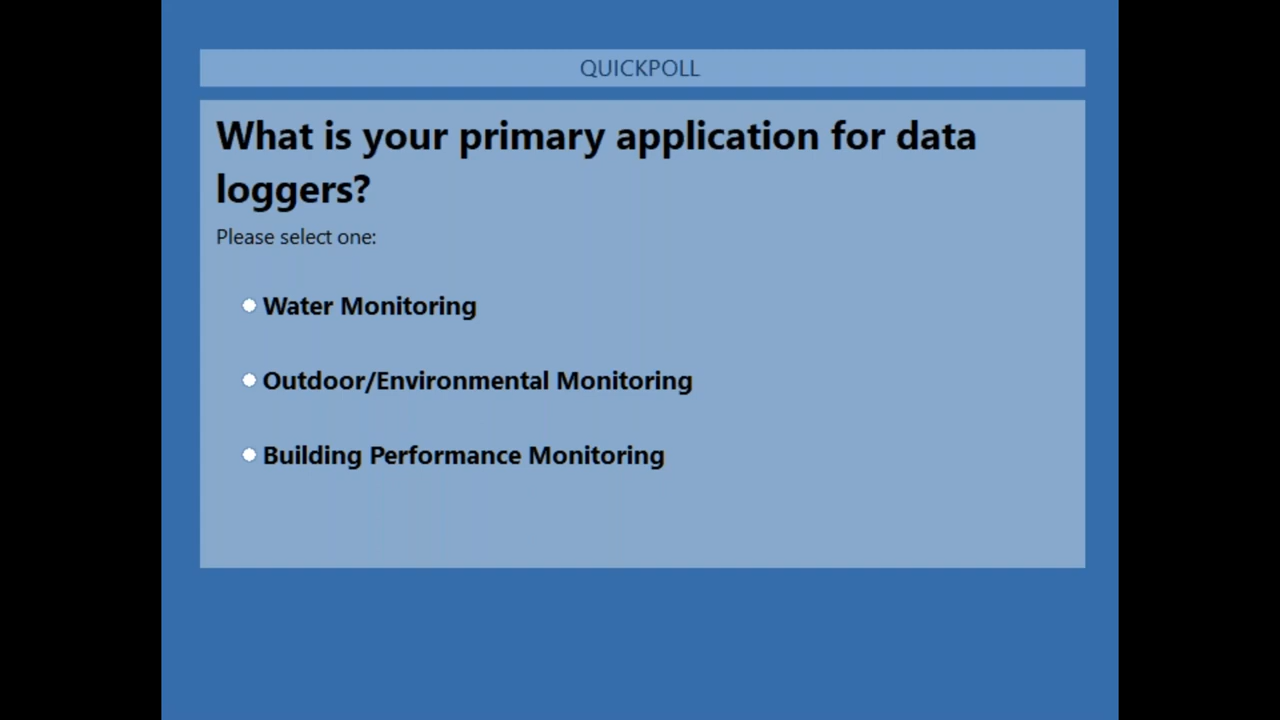 QUICKPOLL
What is your primary application for data
loggers?
Please select one:
Water Monitoring
Outdoor/Environmental Monitoring
Building Performance Monitoring